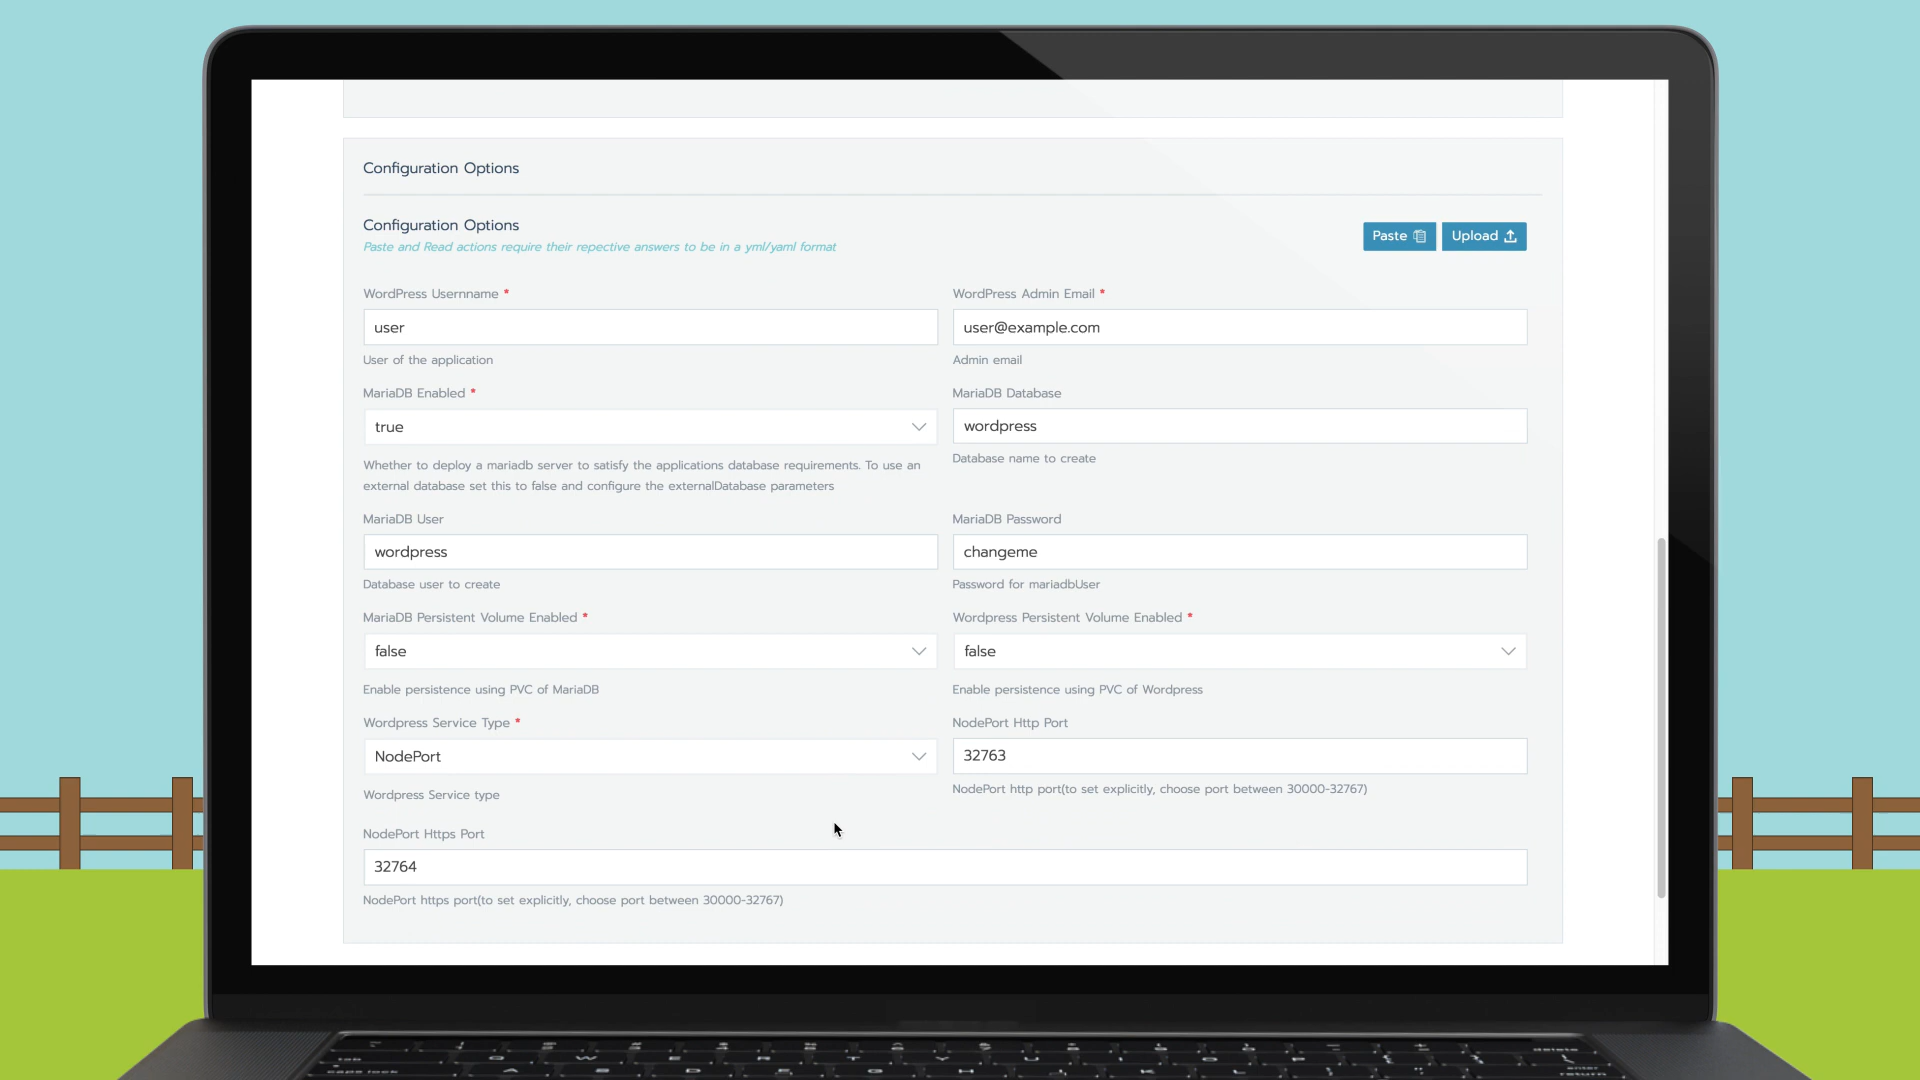 Configuration Options
Configuration Options
Paste and Read actions require their repective answers to be in a yml/yaml format
Paste
Upload
WordPress Usernname *
WordPress Admin Email *
user
user@example.com
User of the application
Admin email
MariaDB Enabled *
MariaDB Database
true
wordpress
Whether to deploy a mariadb server to satisfy the applications database requirements. To use an
external database set this to false and configure the externalDatabase parameters
Database name to create
MariaDB User
MariaDB Password
wordpress
changeme
Database user to create
Password for mariadbUser
MariaDB Persistent Volume Enabled *
Wordpress Persistent Volume Enabled *
false
false
Enable persistence using PVC of MariaDB
Enable persistence using PVC of Wordpress
Wordpress Service Type *
NodePort Http Port
NodePort
32763
Wordpress Service type
NodePort http port(to set explicitly, choose port between 30000-32767)
NodePort Https Port
32764
NodePort https port(to set explicitly, choose port between 30000-32767)
tab
caps lock
delete
enter
return